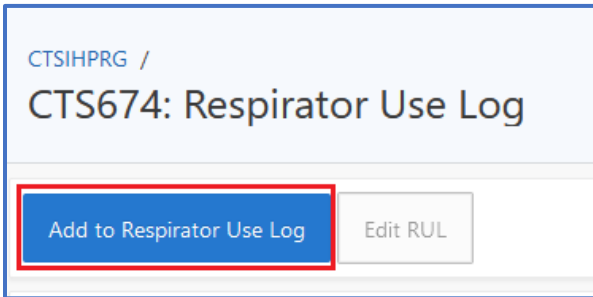 CTSIHPRG /
CTS674: Respirator Use Log
Add to Respirator Use Log
Edit RUL